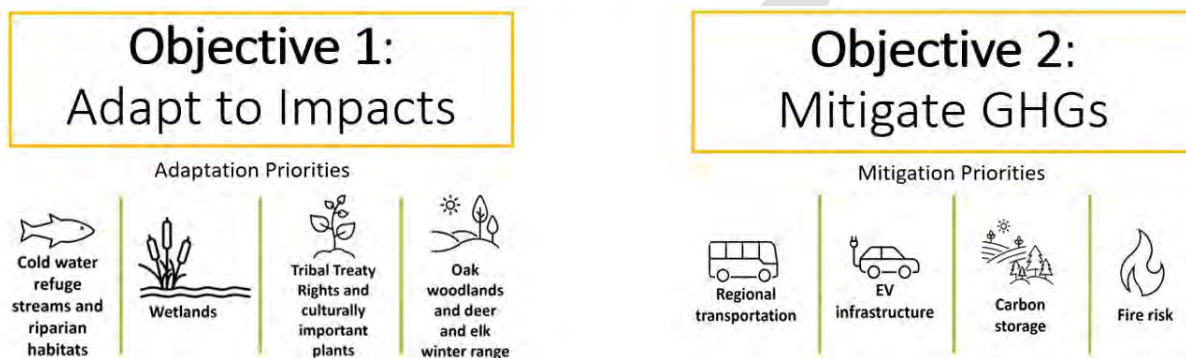 Objective 1:
Adapt to Impacts
Adaptation Priorities
Cold water
refuge
streams and
riparian
habitats
Wetlands
Tribal Treaty
Rights and
culturally
important
plants
Oak
woodlands
and deer
and elk
winter range
Objective 2:
Mitigate GHGs
Mitigation Priorities
Regional
transportation
EV
infrastructure
Carbon
storage
Fire risk